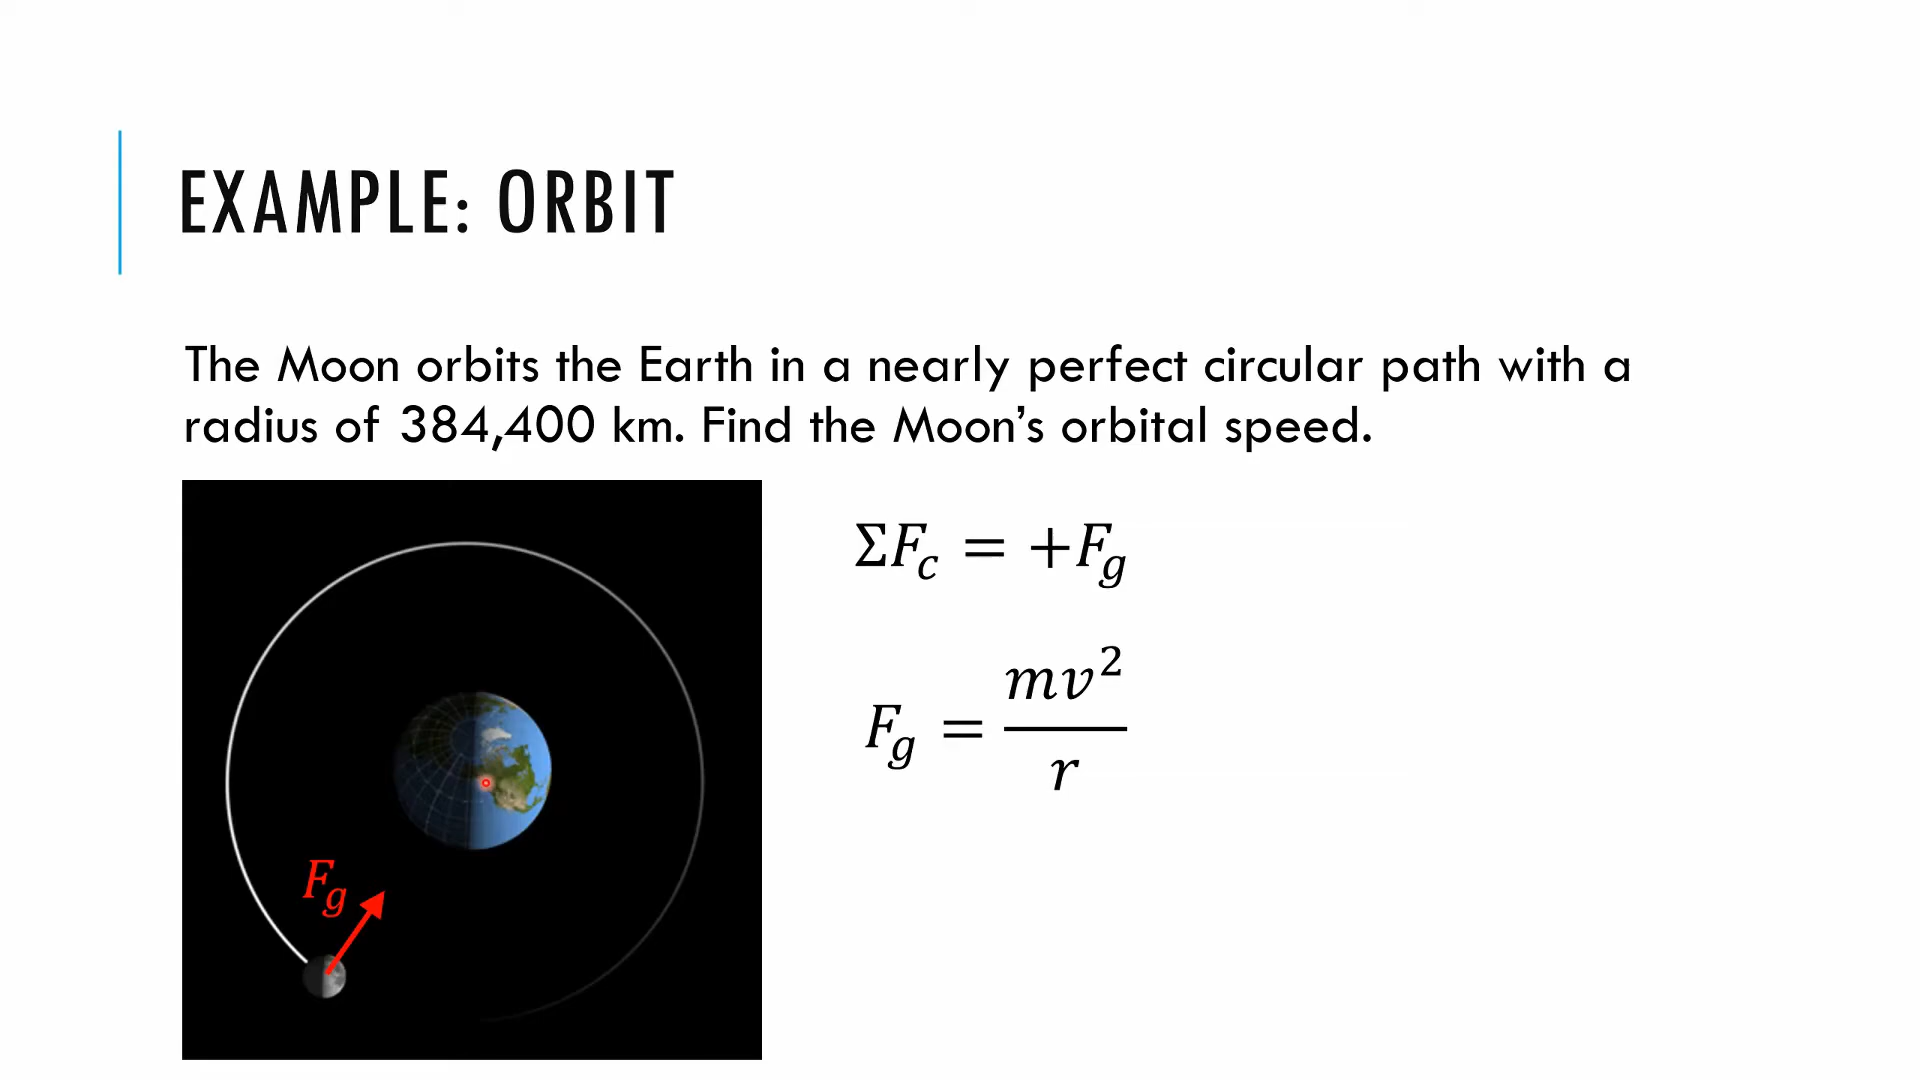 EXAMPLE: ORBIT
The Moon orbits the Earth in a nearly perfect circular path with a
radius of 384,400 km. Find the Moon’s orbital speed.
ΣF_c = +F_g
F_g = mv²/r
F_g